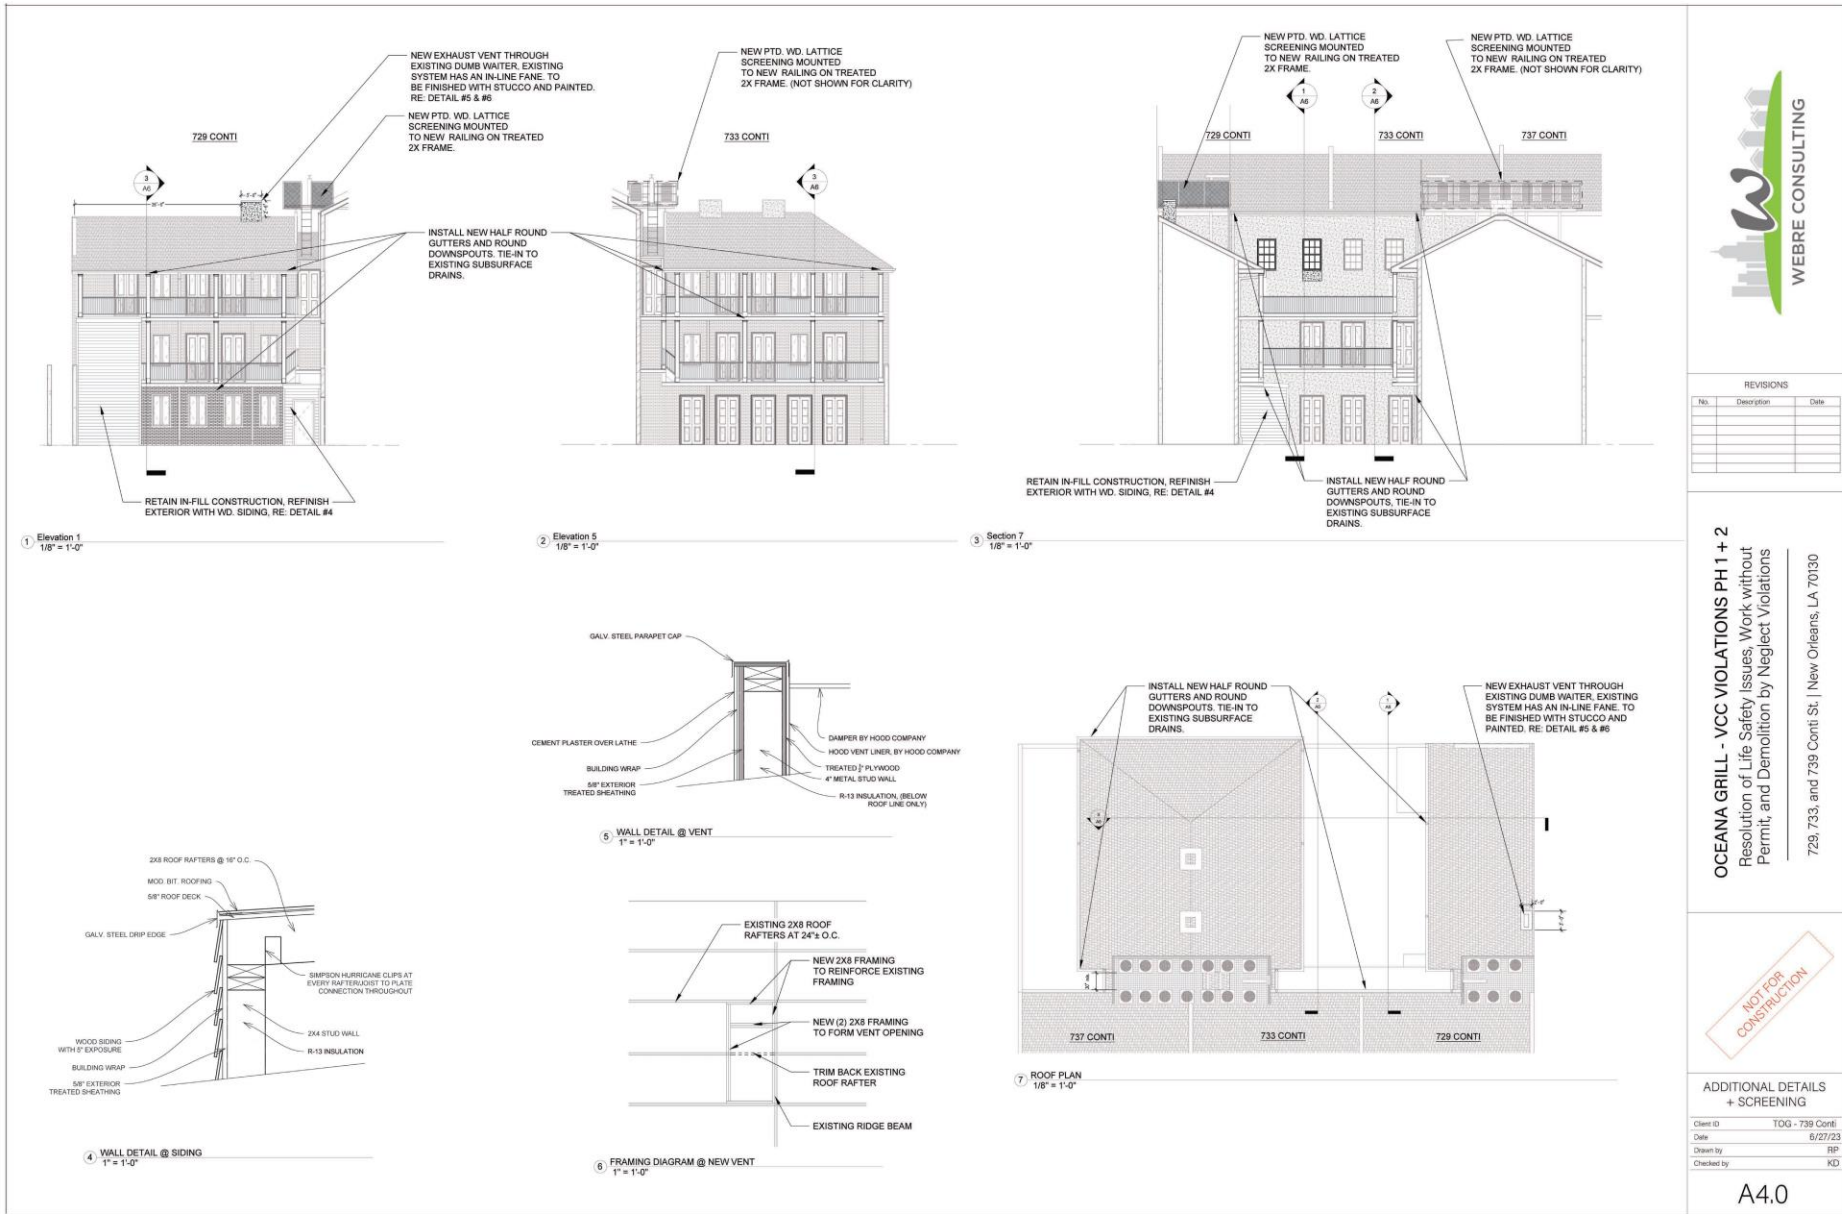 NEW EXHAUST VENT THROUGH
EXISTING DUMB WAITER, EXISTING
SYSTEM HAS AN IN-LINE FANE. TO
BE FINISHED WITH STUCCO AND PAINTED.
RE: DETAIL #5 & #6
NEW PTD. WD. LATTICE
SCREENING MOUNTED
TO NEW RAILING ON TREATED
2X FRAME.
729 CONTI
3
A6
INSTALL NEW HALF ROUND
GUTTERS AND ROUND
DOWNSPOUTS. TIE-IN TO
EXISTING SUBSURFACE
DRAINS.
RETAIN IN-FILL CONSTRUCTION, REFINISH
EXTERIOR WITH WD. SIDING, RE: DETAIL #4
1 Elevation 1
1/8" = 1'-0"
NEW PTD. WD. LATTICE
SCREENING MOUNTED
TO NEW RAILING ON TREATED
2X FRAME. (NOT SHOWN FOR CLARITY)
733 CONTI
3
A6
2 Elevation 5
1/8" = 1'-0"
NEW PTD. WD. LATTICE
SCREENING MOUNTED
TO NEW RAILING ON TREATED
2X FRAME.
NEW PTD. WD. LATTICE
SCREENING MOUNTED
TO NEW RAILING ON TREATED
2X FRAME. (NOT SHOWN FOR CLARITY)
1
A6
2
A6
729 CONTI
733 CONTI
737 CONTI
RETAIN IN-FILL CONSTRUCTION, REFINISH
EXTERIOR WITH WD. SIDING, RE: DETAIL #4
INSTALL NEW HALF ROUND
GUTTERS AND ROUND
DOWNSPOUTS, TIE-IN TO
EXISTING SUBSURFACE
DRAINS.
3 Section 7
1/8" = 1'-0"
2X8 ROOF RAFTERS @ 16" O.C.
MOD. BIT. ROOFING
5/8" ROOF DECK
GALV. STEEL DRIP EDGE
SIMPSON HURRICANE CLIPS AT
EVERY RAFTER/JOIST TO PLATE
CONNECTION THROUGHOUT
2X4 STUD WALL
R-13 INSULATION
WOOD SIDING
WITH 5" EXPOSURE
BUILDING WRAP
5/8" EXTERIOR
TREATED SHEATHING
4 WALL DETAIL @ SIDING
1" = 1'-0"
GALV. STEEL PARAPET CAP
CEMENT PLASTER OVER LATHE
BUILDING WRAP
5/8" EXTERIOR
TREATED SHEATHING
DAMPER BY HOOD COMPANY
HOOD VENT LINER, BY HOOD COMPANY
TREATED PLYWOOD
4" METAL STUD WALL
R-13 INSULATION, (BELOW
ROOF LINE ONLY)
5 WALL DETAIL @ VENT
1" = 1'-0"
EXISTING 2X8 ROOF
RAFTERS AT 24"± O.C.
NEW 2X8 FRAMING
TO REINFORCE EXISTING
FRAMING
NEW (2) 2X8 FRAMING
TO FORM VENT OPENING
TRIM BACK EXISTING
ROOF RAFTER
EXISTING RIDGE BEAM
6 FRAMING DIAGRAM @ NEW VENT
1" = 1'-0"
INSTALL NEW HALF ROUND
GUTTERS AND ROUND
DOWNSPOUTS. TIE-IN TO
EXISTING SUBSURFACE
DRAINS.
NEW EXHAUST VENT THROUGH
EXISTING DUMB WAITER, EXISTING
SYSTEM HAS AN IN-LINE FANE. TO
BE FINISHED WITH STUCCO AND
PAINTED. RE: DETAIL #5 & #6
737 CONTI
733 CONTI
729 CONTI
7 ROOF PLAN
1/8" = 1'-0"
WEBRE CONSULTING
REVISIONS
No. Description Date
OCEANA GRILL - VCC VIOLATIONS PH 1 + 2
Resolution of Life Safety Issues, Work without
Permit, and Demolition by Neglect Violations
729, 733, and 739 Conti St. | New Orleans, LA 70130
NOT FOR
CONSTRUCTION
ADDITIONAL DETAILS
+ SCREENING
Client ID TOG - 739 Conti
Date 6/27/23
Drawn by RP
Checked by KD
A4.0